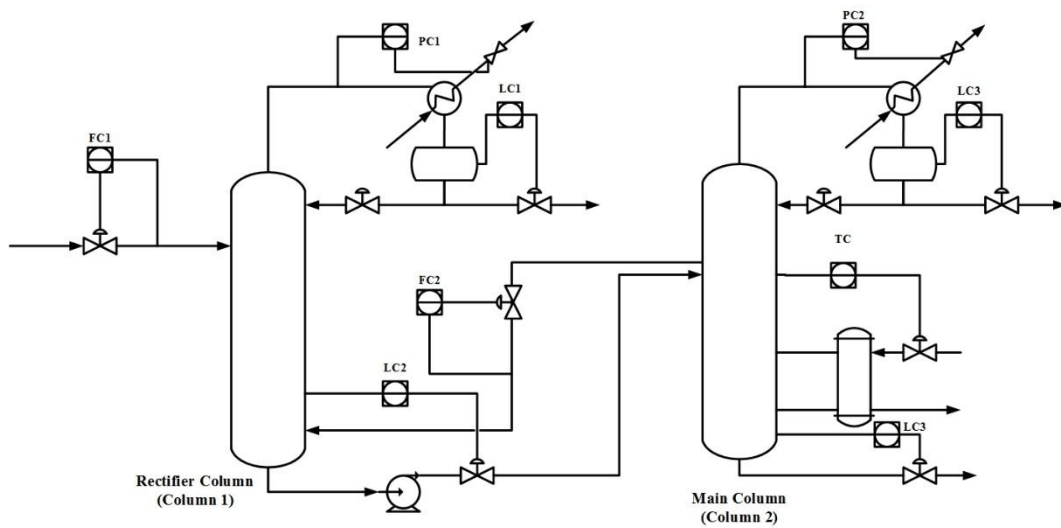 PC1
PC2
LC1
LC3
FC1
TC
FC2
LC2
LC3
Rectifier Column
(Column 1)
Main Column
(Column 2)